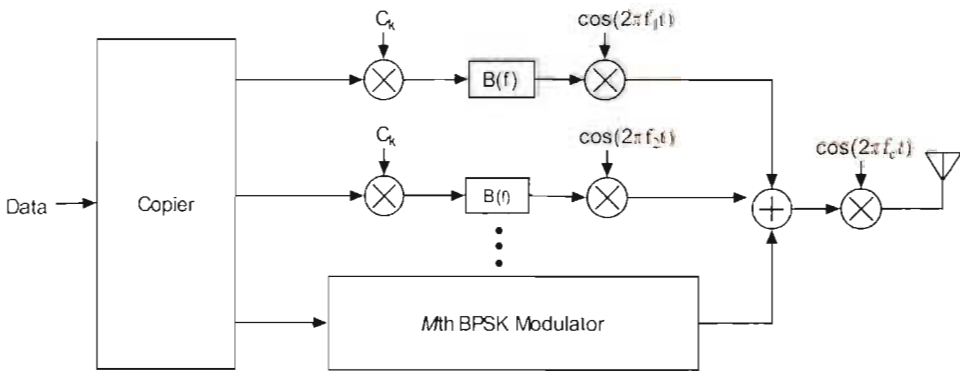 C_k
cos(2πf_1t)
B(f)
C_k
cos(2πf_2t)
cos(2πf_ct)
Data
Copier
B(f)
Mth BPSK Modulator